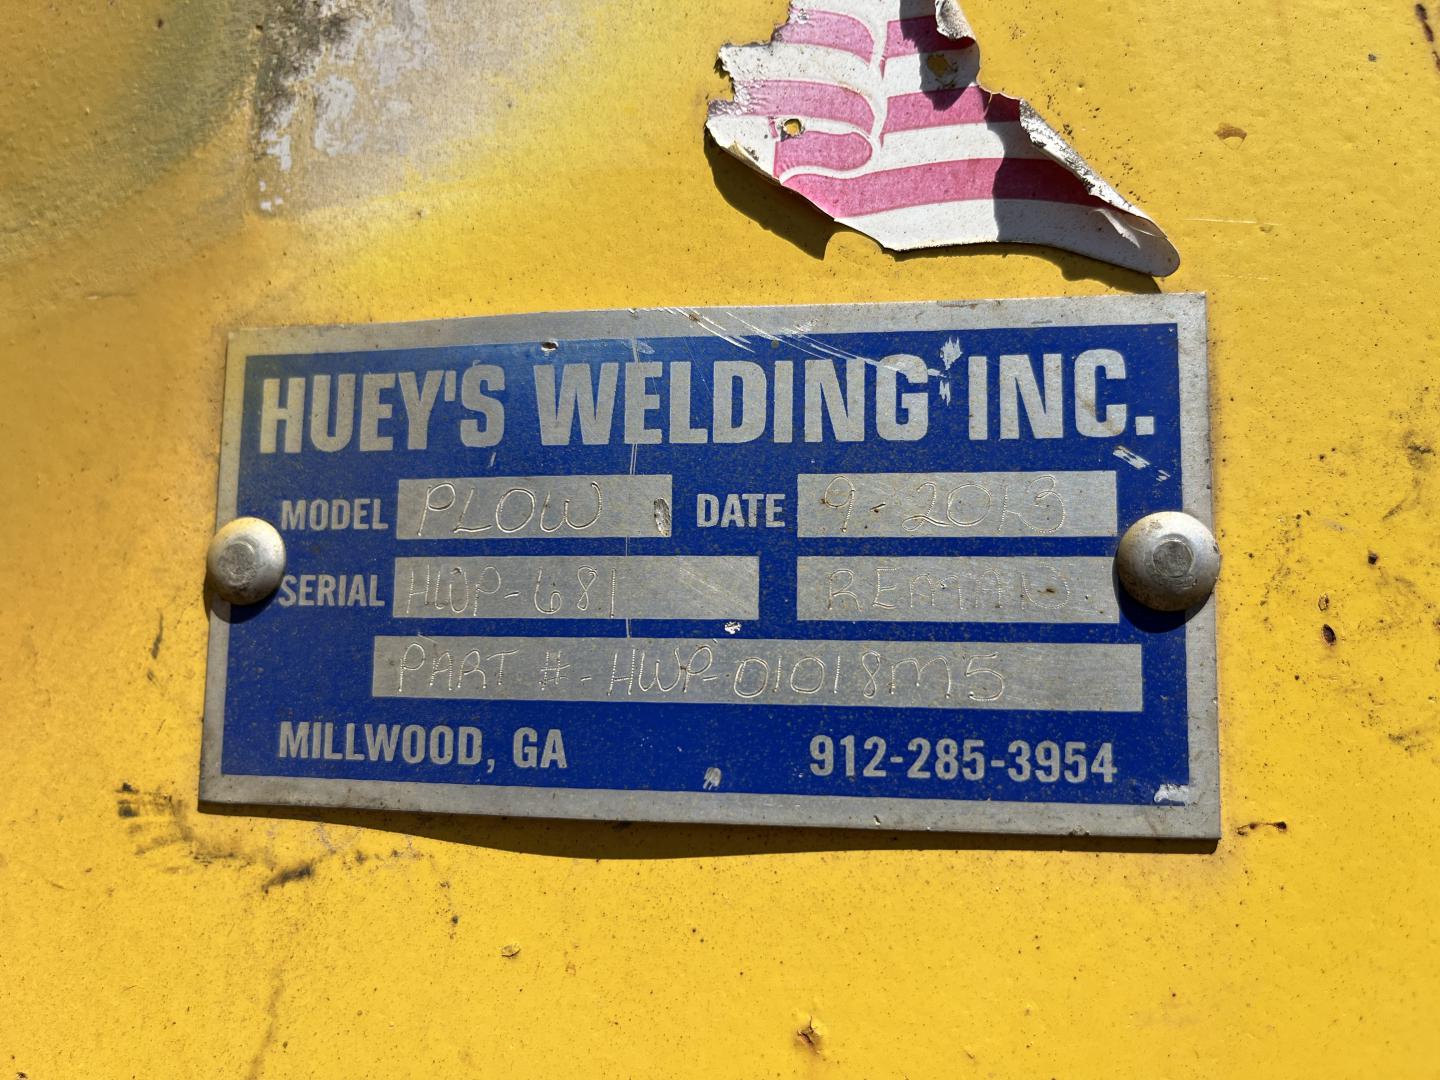 HUEY'S WELDING INC.
MODEL PLOW DATE 9-2013
SERIAL HWP-681
PART #-HWP-01018M5
MILLWOOD, GA 912-285-3954